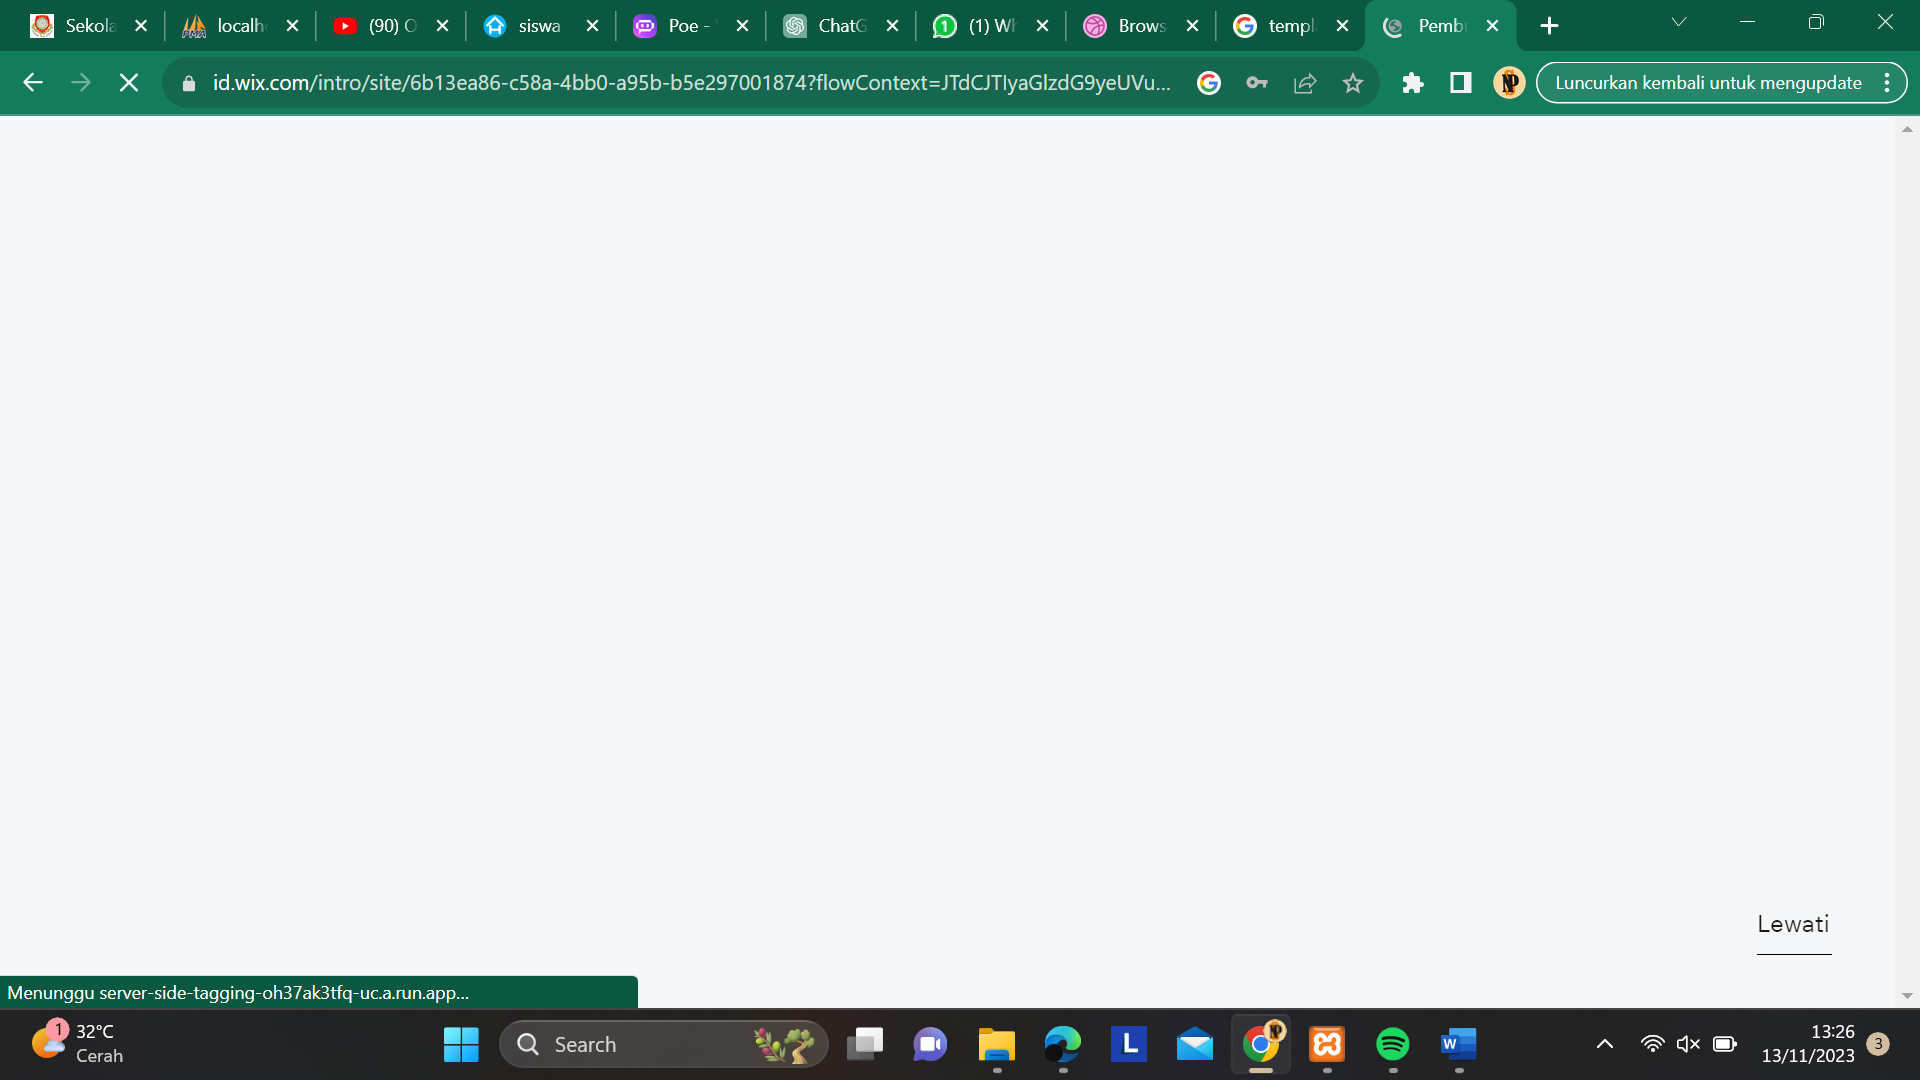 Sekola
localh
(90) O
siswa
Poe -
ChatG
(1) Wh
Brows
templ
Pemb
id.wix.com/intro/site/6b13ea86-c58a-4bb0-a95b-b5e297001874?flowContext=JTdCJTIyaGlzdG9yeUVu...
Luncurkan kembali untuk mengupdate
Lewati
Menunggu server-side-tagging-oh37ak3tfq-uc.a.run.app...
1
32°C
Cerah
Search
13:26
13/11/2023
3